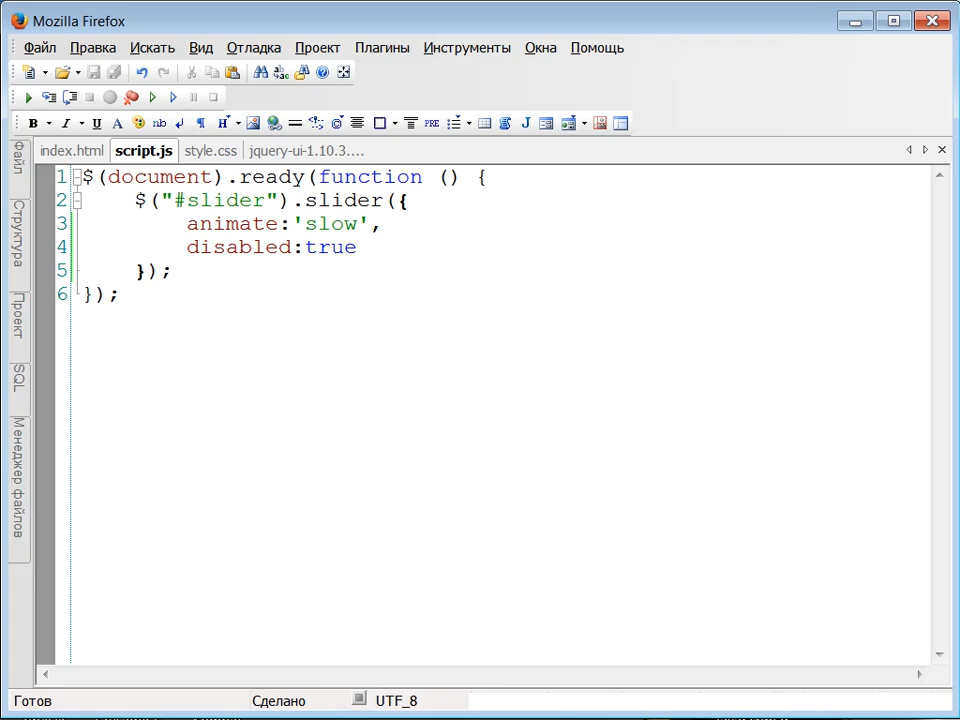 Mozilla Firefox
Файл Правка Искать Вид Отладка Проект Плагины Инструменты Окна Помощь
B I U A nb ¶ H PRE J
index.html script.js style.css jquery-ui-1.10.3....
Файл
Структура
Проект
SQL
Менеджер файлов
1 $(document).ready(function () {
2 $("#slider").slider({
3 animate:'slow',
4 disabled:true
5 });
6 });
Готов Сделано UTF_8